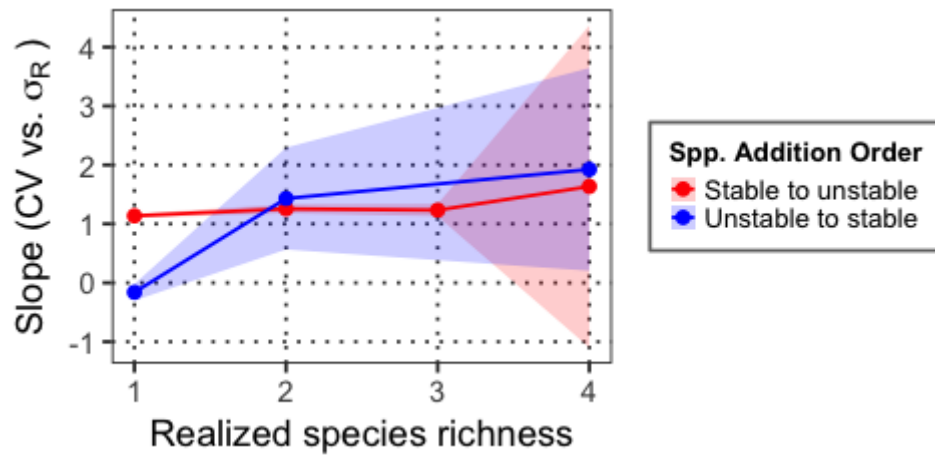 Slope (CV vs. σR )
4
3
2
1
0
-1
1 2 3 4
Realized species richness
Spp. Addition Order
Stable to unstable
Unstable to stable